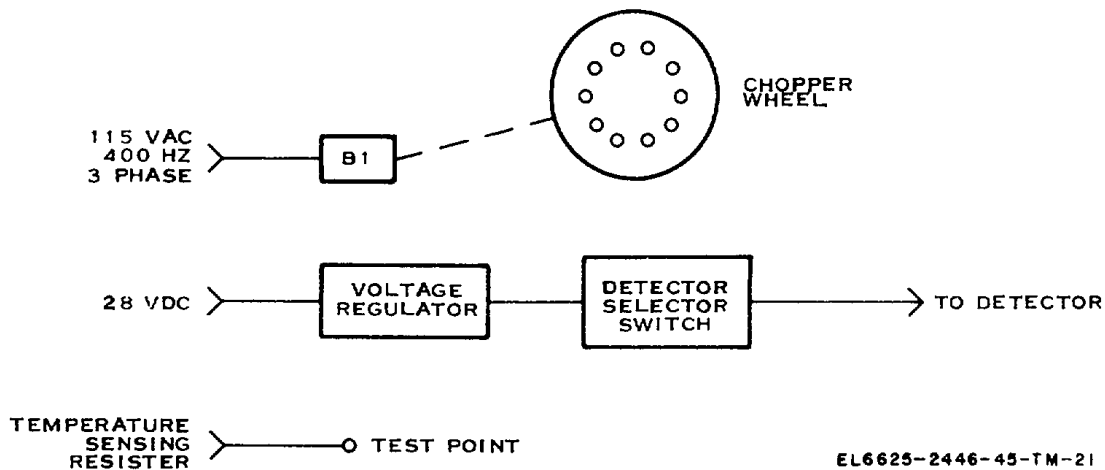 CHOPPER
WHEEL
115 VAC
400 HZ
3 PHASE
B1
28 VDC
VOLTAGE
REGULATOR
DETECTOR
SELECTOR
SWITCH
TO DETECTOR
TEMPERATURE
SENSING
RESISTER
TEST POINT
EL6625-2446-45-TM-21